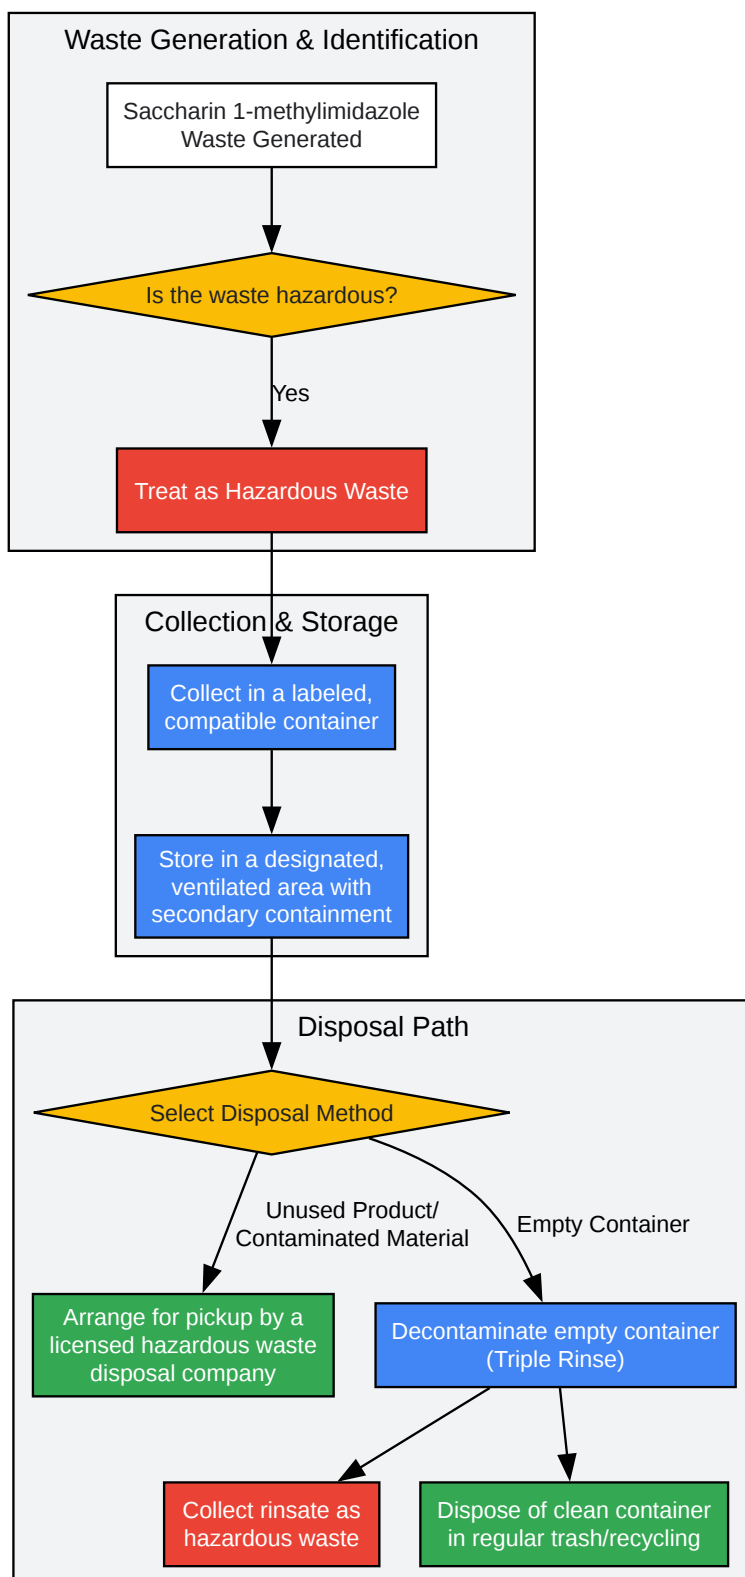 Waste Generation & Identification
Saccharin 1-methylimidazole
Waste Generated
Is the waste hazardous?
Yes
Treat as Hazardous Waste
Collection & Storage
Collect in a labeled,
compatible container
Store in a designated,
ventilated area with
secondary containment
Disposal Path
Select Disposal Method
Unused Product/
Contaminated Material
Empty Container
Arrange for pickup by a
licensed hazardous waste
disposal company
Decontaminate empty container
(Triple Rinse)
Collect rinsate as
hazardous waste
Dispose of clean container
in regular trash/recycling